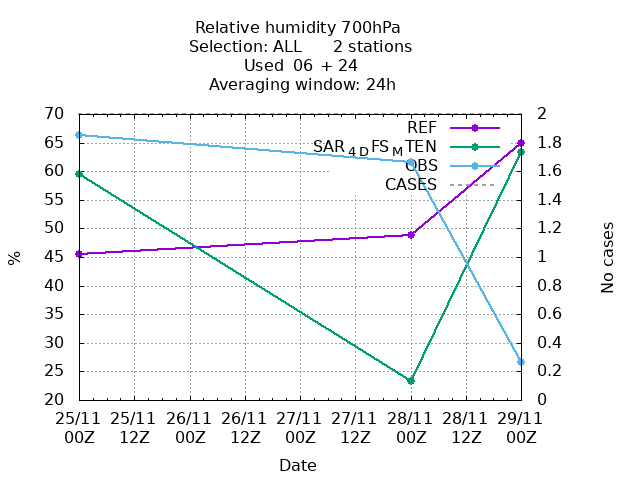 Relative humidity 700hPa
Selection: ALL 2 stations
Used 06 + 24
Averaging window: 24h
70 2
REF
65 1.8
SAR4DFSMTEN
60 1.6
OBS
CASES
55 1.4
50 1.2
45 1
40 0.8
35 0.6
30 0.4
25 0.2
20 0
%
No cases
25/11 25/11 26/11 26/11 27/11 27/11 28/11 28/11 29/11
00Z 12Z 00Z 12Z 00Z 12Z 00Z 12Z 00Z
Date